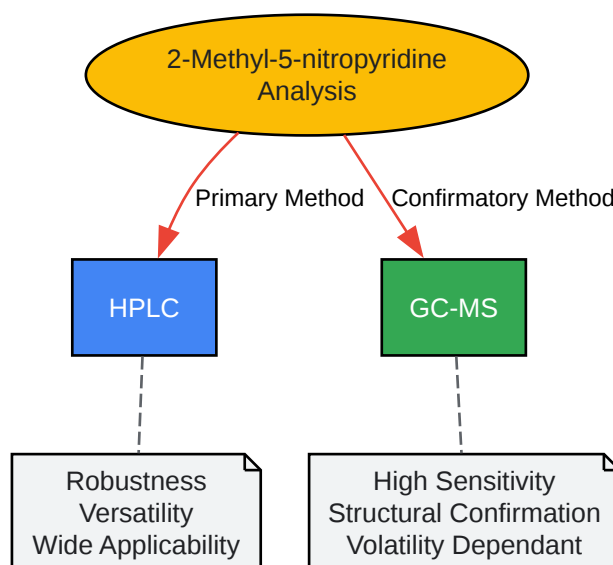 2-Methyl-5-nitropyridine
Analysis
Primary Method
Confirmatory Method
HPLC
GC-MS
Robustness
Versatility
Wide Applicability
High Sensitivity
Structural Confirmation
Volatility Dependant